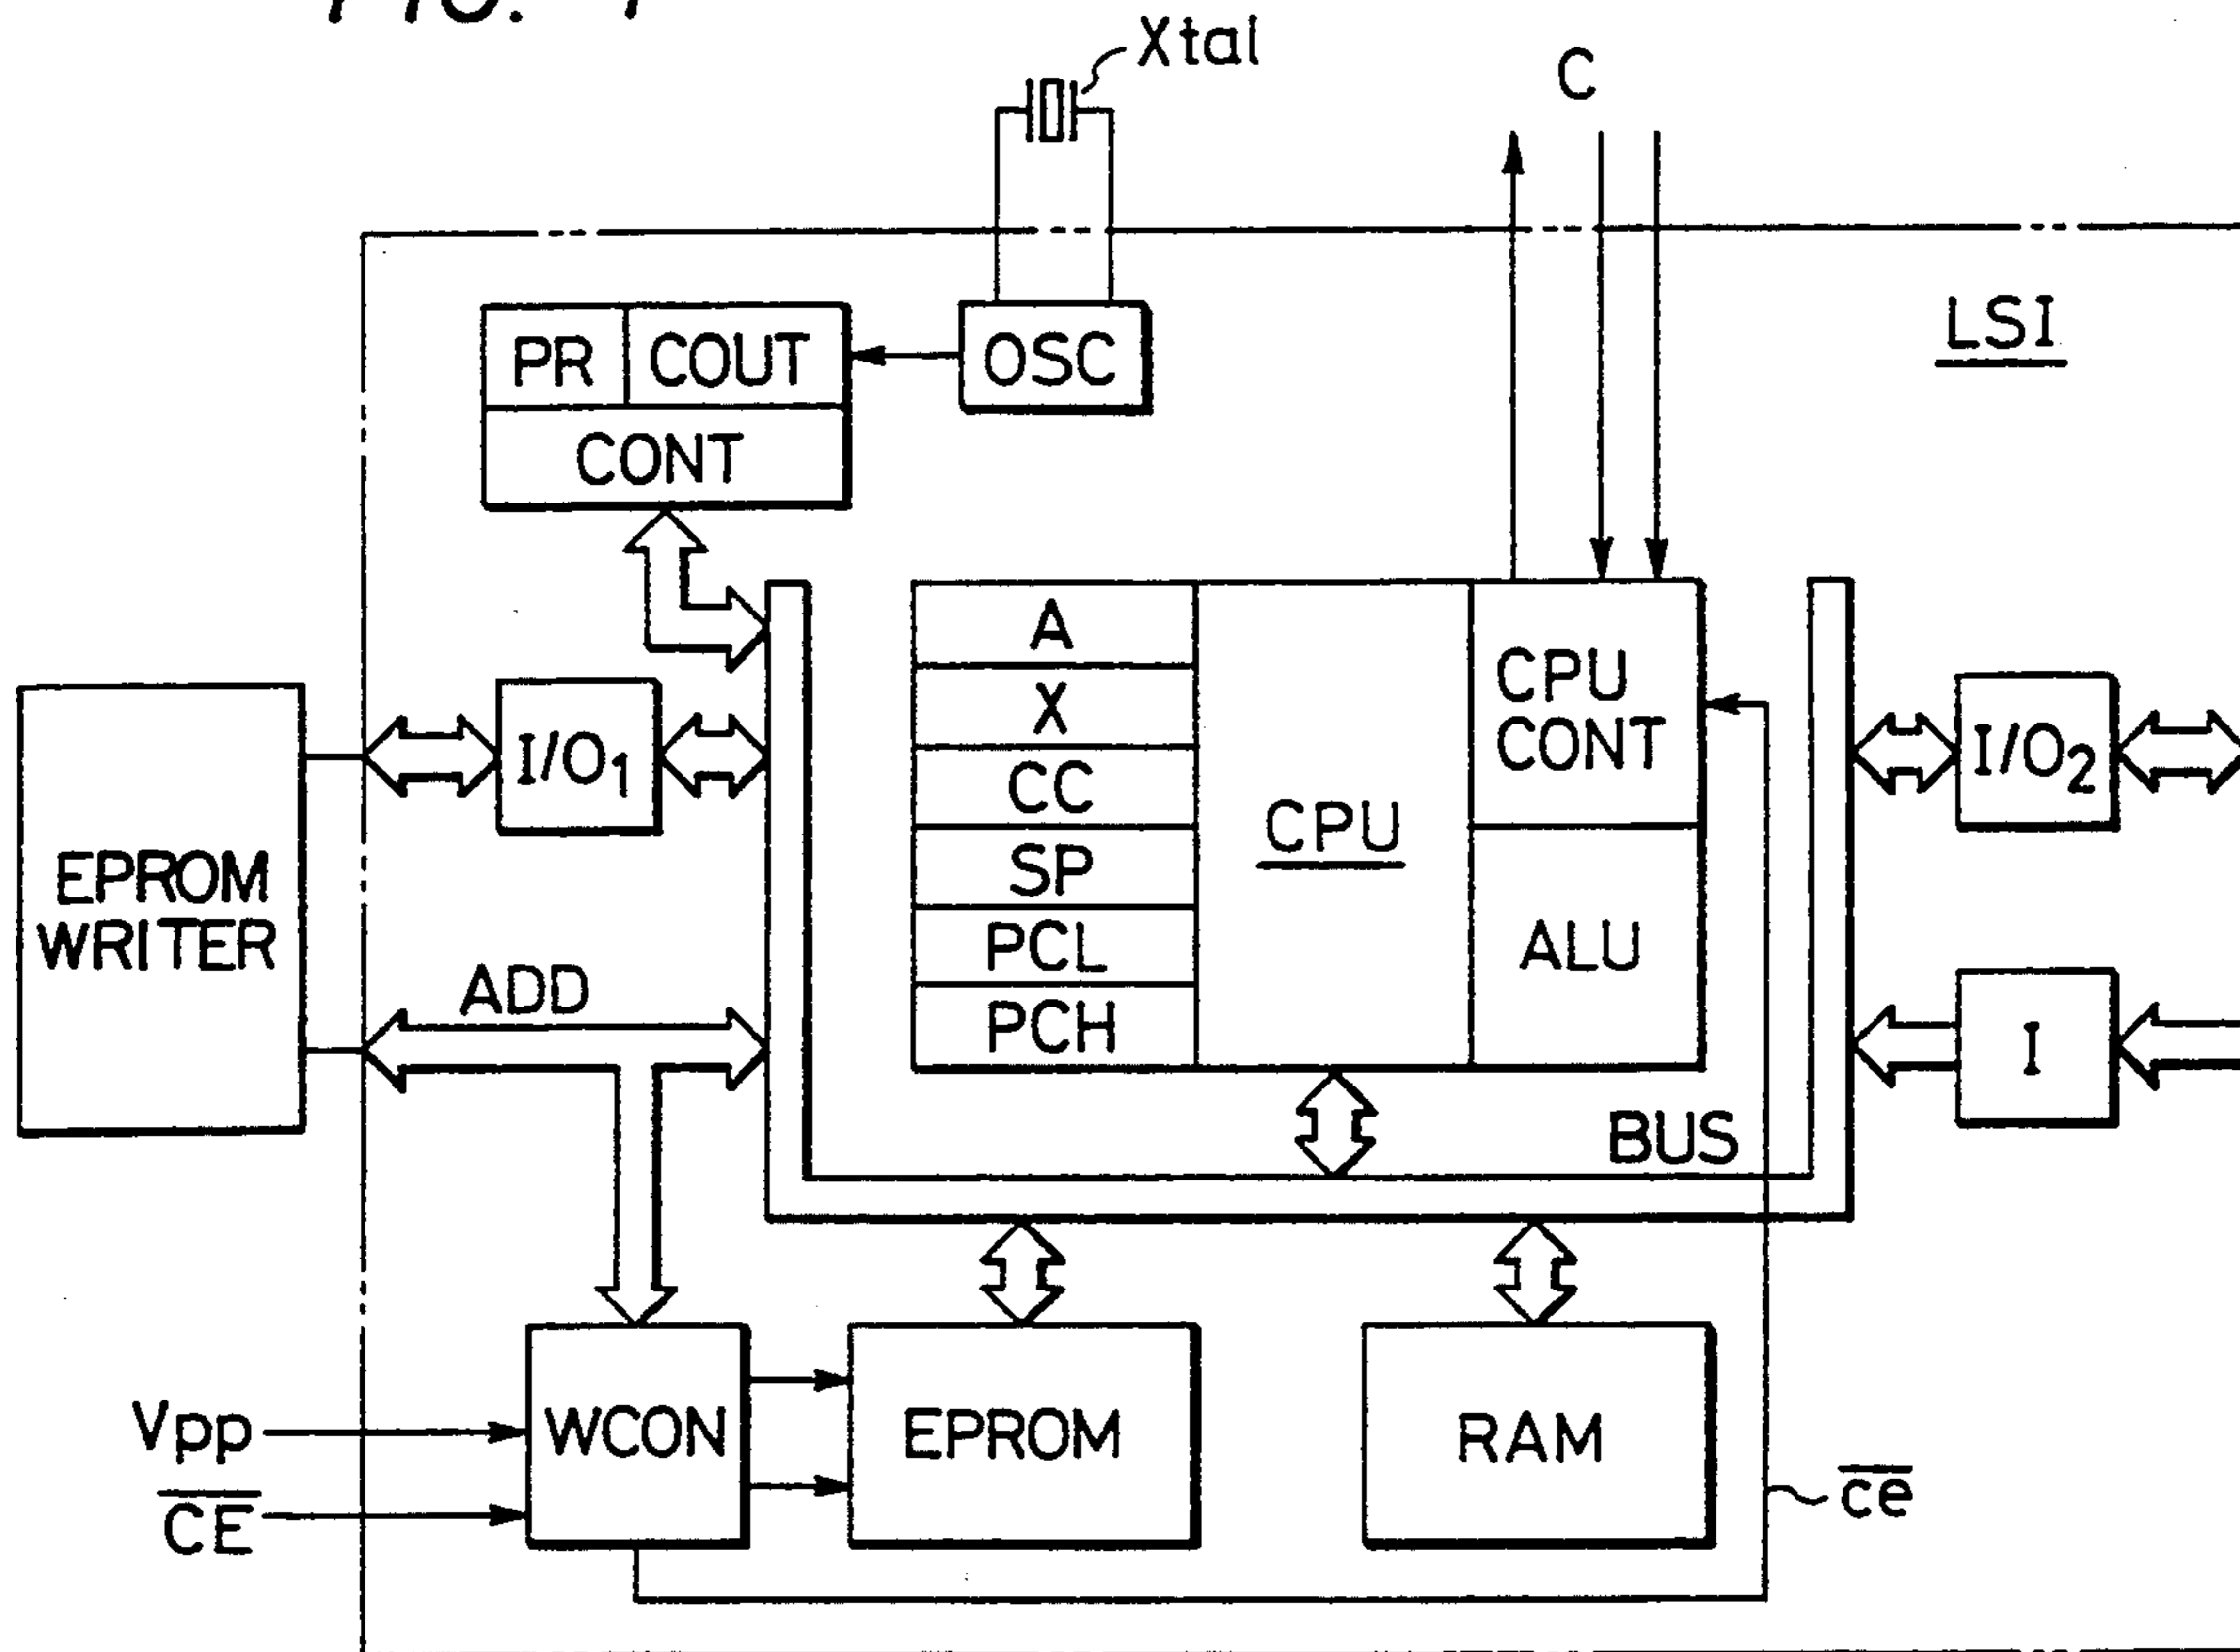 FIG.
Xtal
C
LSI
PR
COUT
OSC
CONT
A
X
CC
SP
PCL
PCH
CPU
CPU
CONT
ALU
I/O1
I/O2
EPROM
WRITER
ADD
I
BUS
Vpp
CE
WCON
EPROM
RAM
ce